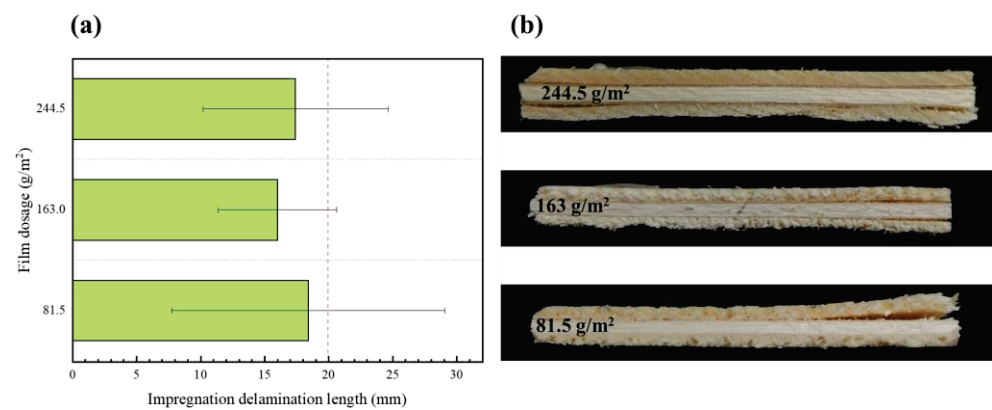 (a)
(b)
Film dosage (g/m²)
244.5
163.0
81.5
0
5
10
15
20
25
30
Impregnation delamination length (mm)
244.5 g/m²
163 g/m²
81.5 g/m²